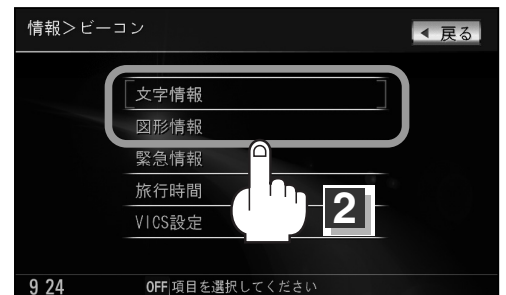 情報>ビーコン
◀ 戻る
文字情報
図形情報
緊急情報
旅行時間
VICS設定
2
9 24
OFF 項目を選択してください